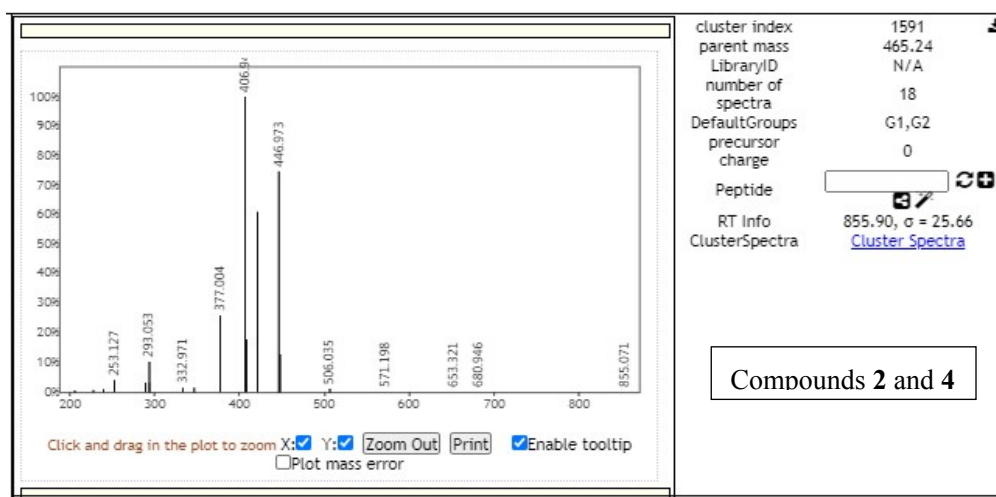 cluster index 1591
parent mass 465.24
LibraryID N/A
number of spectra 18
DefaultGroups G1,G2
precursor charge 0
Peptide
RT Info 855.90, σ = 25.66
ClusterSpectra Cluster Spectra
Compounds 2 and 4
100%
90%
80%
70%
60%
50%
40%
30%
20%
10%
0%
200 300 400 500 600 700 800
253.127
293.053
332.971
377.004
446.973
506.035
571.198
653.321
680.946
855.071
Click and drag in the plot to zoom X: Y: Zoom Out Print Enable tooltip
Plot mass error